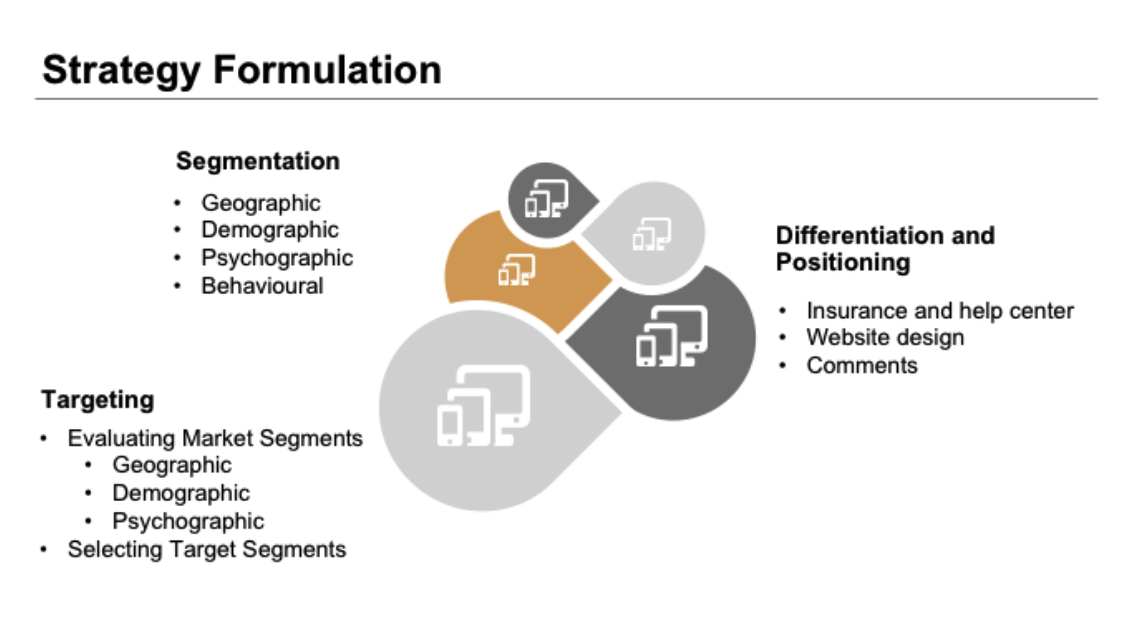 Strategy Formulation
Segmentation
• Geographic
• Demographic
• Psychographic
• Behavioural
Targeting
• Evaluating Market Segments
• Geographic
• Demographic
• Psychographic
• Selecting Target Segments
Differentiation and
Positioning
• Insurance and help center
• Website design
• Comments